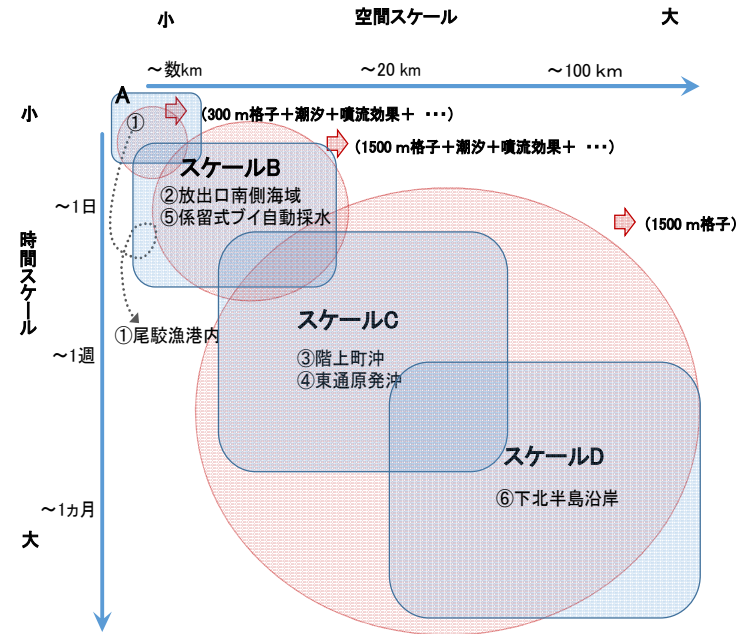 小 空間スケール 大
～数km ～20 km ～100 km
小
A
①
(300 m格子＋潮汐＋噴流効果＋ ･･･)
(1500 m格子＋潮汐＋噴流効果＋ ･･･)
スケールB
②放出口南側海域
⑤係留式ブイ自動採水
～1日
(1500 m格子)
時間スケール
スケールC
①尾駮漁港内
～1週
③階上町沖
④東通原発沖
スケールD
⑥下北半島沿岸
～1ヵ月
大